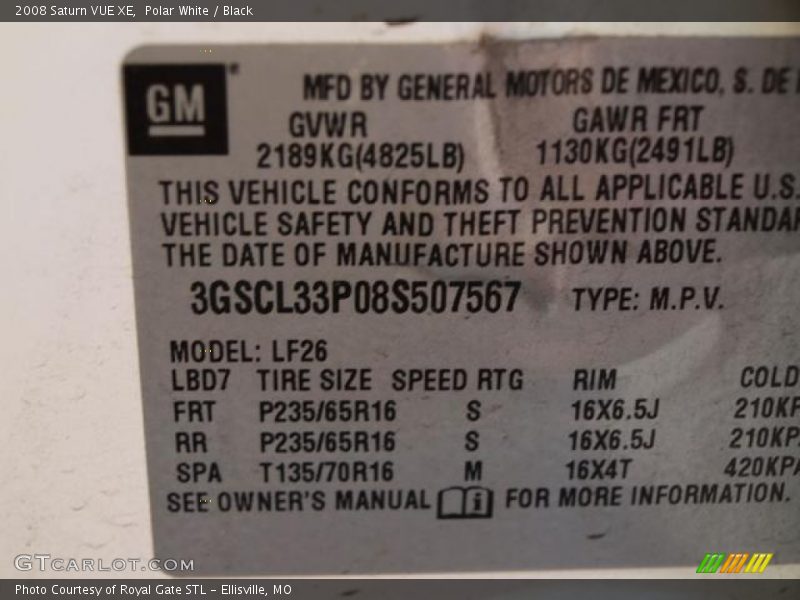 2008 Saturn VUE XE, Polar White / Black
GM
MFD BY GENERAL MOTORS DE MEXICO, S. DE
GVWR GAWR FRT
2189KG(4825LB) 1130KG(2491LB)
THIS VEHICLE CONFORMS TO ALL APPLICABLE U.S.
VEHICLE SAFETY AND THEFT PREVENTION STANDAR
THE DATE OF MANUFACTURE SHOWN ABOVE.
3GSCL33P08S507567 TYPE: M.P.V.
MODEL: LF26
LBD7 TIRE SIZE SPEED RTG RIM COLD
FRT P235/65R16 S 16X6.5J 210KP
RR P235/65R16 S 16X6.5J 210KP
SPA T135/70R16 M 16X4T 420KPA
SEE OWNER'S MANUAL i FOR MORE INFORMATION.
GTCARLOT.COM
Photo Courtesy of Royal Gate STL - Ellisville, MO